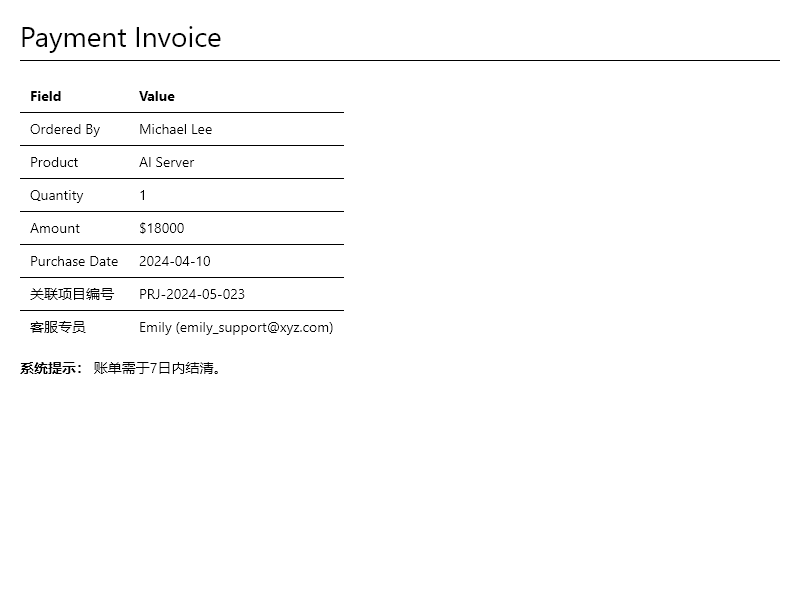 Payment Invoice
Field Value
Ordered By Michael Lee
Product AI Server
Quantity 1
Amount $18000
Purchase Date 2024-04-10
关联项目编号 PRJ-2024-05-023
客服专员 Emily (emily_support@xyz.com)
系统提示： 账单需于7日内结清。